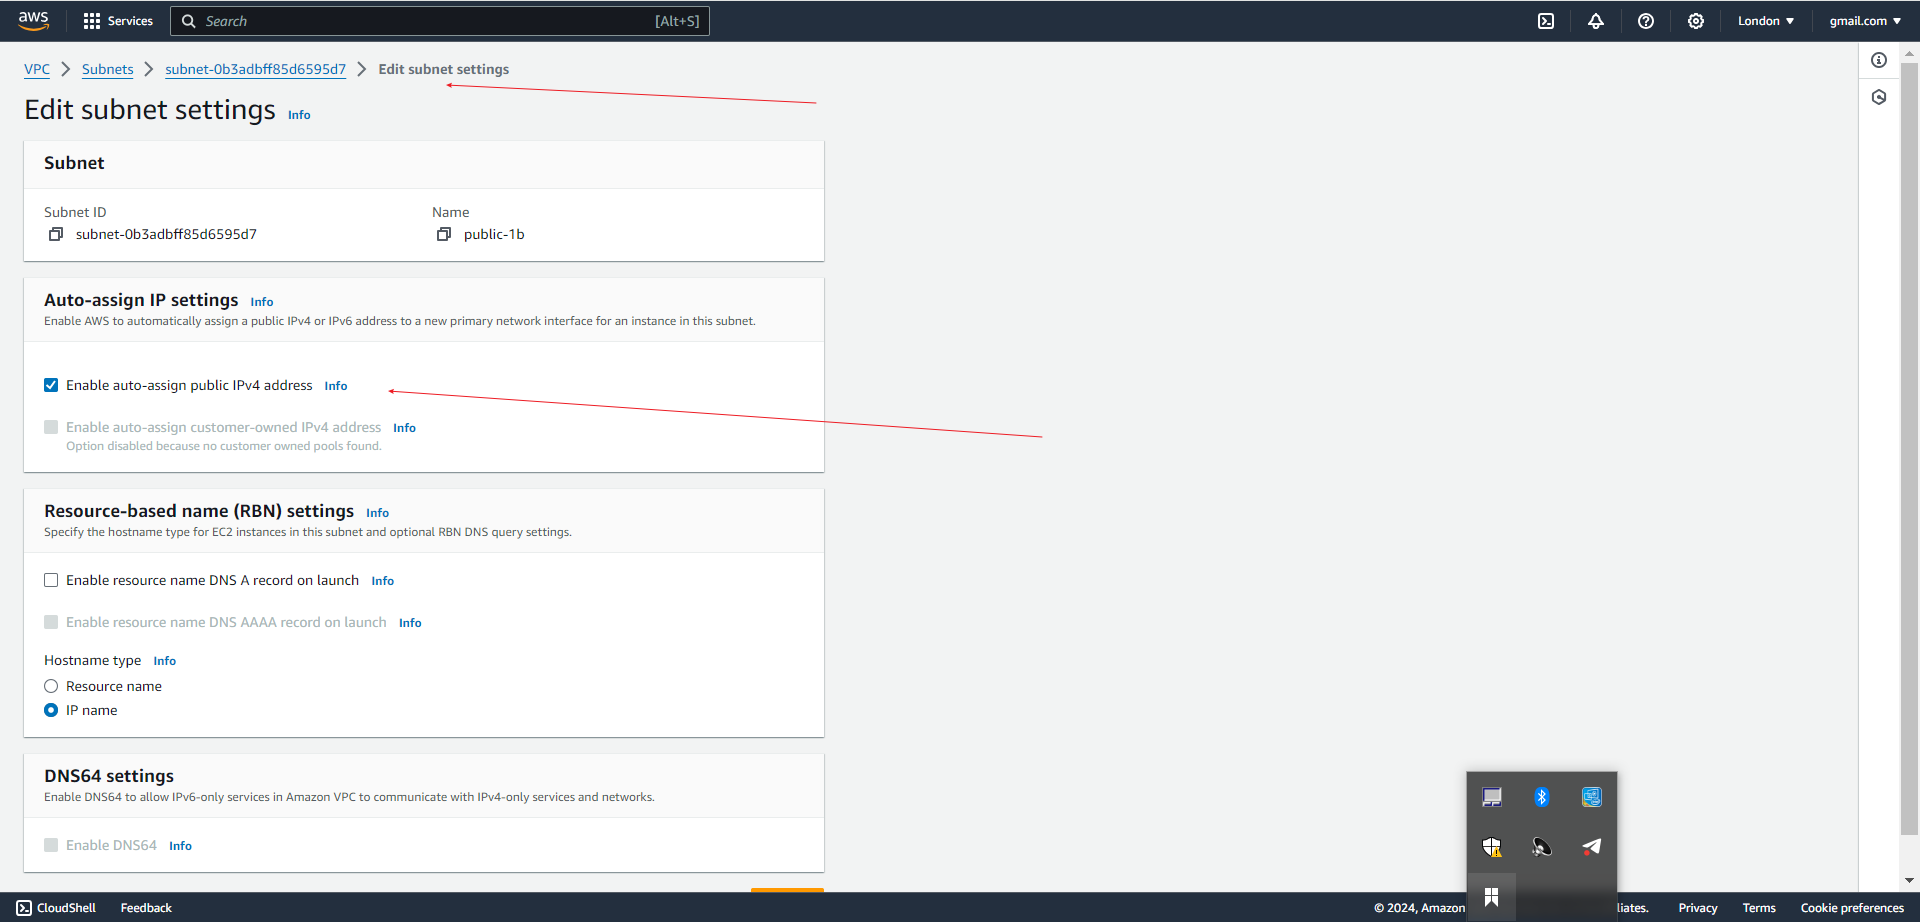 aws Services Search [Alt+S] London gmail.com
VPC Subnets subnet-0b3adbff85d6595d7 Edit subnet settings
Edit subnet settings Info
Subnet
Subnet ID Name
subnet-0b3adbff85d6595d7 public-1b
Auto-assign IP settings Info
Enable AWS to automatically assign a public IPv4 or IPv6 address to a new primary network interface for an instance in this subnet.
Enable auto-assign public IPv4 address Info
Enable auto-assign customer-owned IPv4 address Info
Option disabled because no customer owned pools found.
Resource-based name (RBN) settings Info
Specify the hostname type for EC2 instances in this subnet and optional RBN DNS query settings.
Enable resource name DNS A record on launch Info
Enable resource name DNS AAAA record on launch Info
Hostname type Info
Resource name
IP name
DNS64 settings
Enable DNS64 to allow IPv6-only services in Amazon VPC to communicate with IPv4-only services and networks.
Enable DNS64 Info
CloudShell Feedback © 2024, Amazon liates. Privacy Terms Cookie preferences